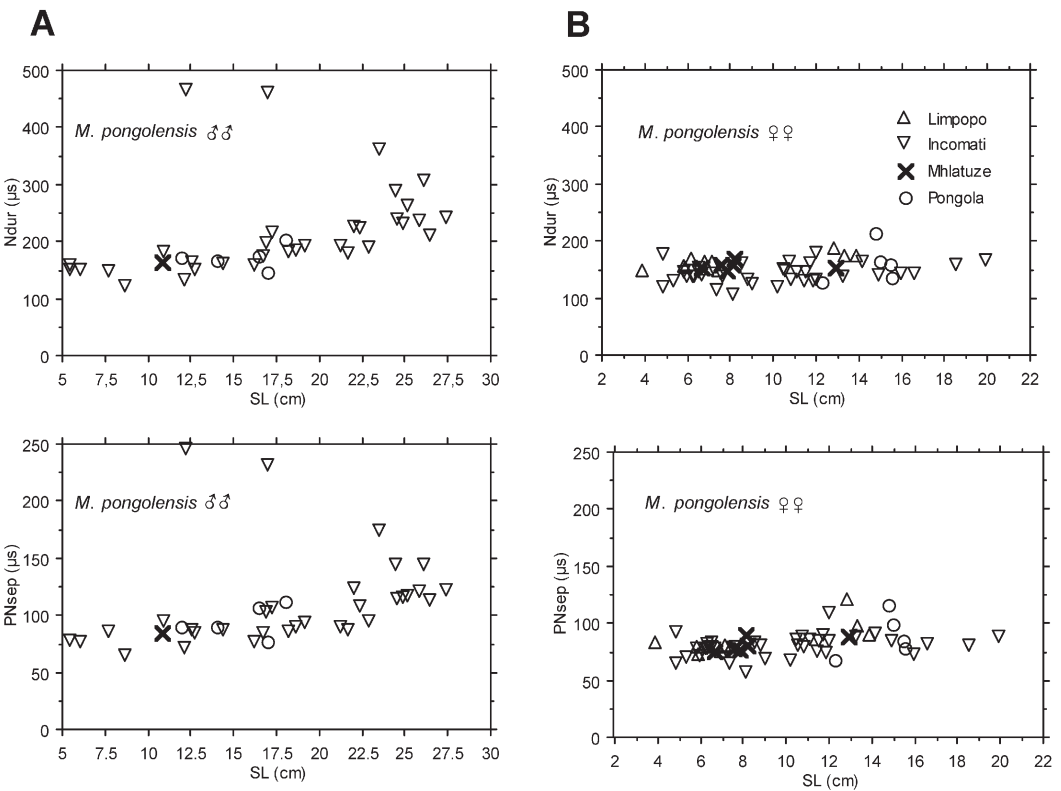 A
B
500
400
300
200
100
0
Ndur (µs)
M. pongolensis ♂♂
5 7,5 10 12,5 15 17,5 20 22,5 25 27,5 30
SL (cm)
500
400
300
200
100
0
Ndur (µs)
M. pongolensis ♀♀
Limpopo
Incomati
Mhlatuze
Pongola
2 4 6 8 10 12 14 16 18 20 22
SL (cm)
250
200
150
100
50
0
PNsep (µs)
M. pongolensis ♂♂
5 7,5 10 12,5 15 17,5 20 22,5 25 27,5 30
SL (cm)
250
200
150
100
50
0
PNsep (µs)
M. pongolensis ♀♀
2 4 6 8 10 12 14 16 18 20 22
SL (cm)